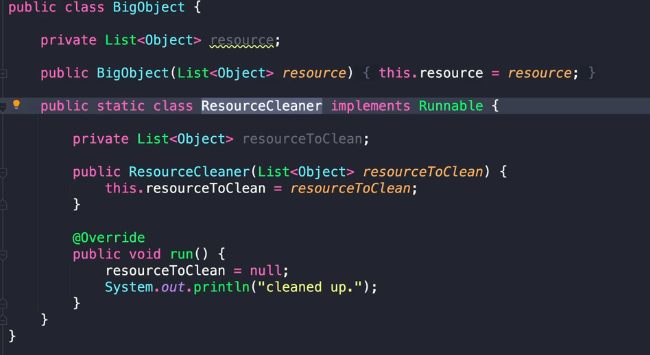 public class BigObject {
private List<Object> resource;
public BigObject(List<Object> resource) { this.resource = resource; }
public static class ResourceCleaner implements Runnable {
private List<Object> resourceToClean;
public ResourceCleaner(List<Object> resourceToClean) {
this.resourceToClean = resourceToClean;
}
@Override
public void run() {
resourceToClean = null;
System.out.println("cleaned up.");
}
}
}